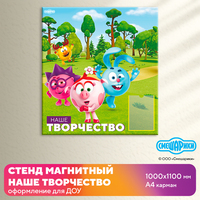 НАШЕ
ТВОРЧЕСТВО
СМЕШАРИКИ
© ООО «Смешарики»
СТЕНД МАГНИТНЫЙ
НАШЕ ТВОРЧЕСТВО
оформление для ДОУ
1000х1100 мм
А4 карман